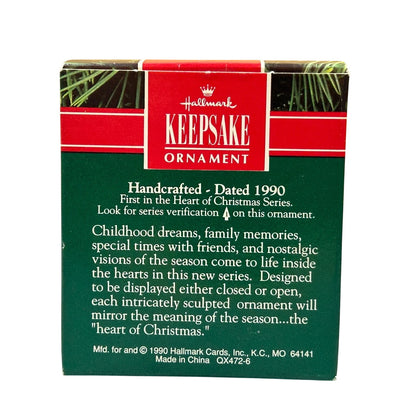 Hallmark
KEEPSAKE
ORNAMENT
Handcrafted - Dated 1990
First in the Heart of Christmas Series.
Look for series verification on this ornament.
Childhood dreams, family memories,
special times with friends, and nostalgic
visions of the season come to life inside
the hearts in this new series. Designed
to be displayed either closed or open,
each intricately sculpted ornament will
mirror the meaning of the season...the
"heart of Christmas."
Mfd. for and © 1990 Hallmark Cards, Inc., K.C., MO 64141
Made in China QX472-6